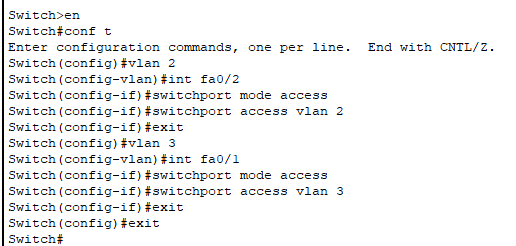 Switch>en
Switch#conf t
Enter configuration commands, one per line.  End with CNTL/Z.
Switch(config)#vlan 2
Switch(config-vlan)#int fa0/2
Switch(config-if)#switchport mode access
Switch(config-if)#switchport access vlan 2
Switch(config-if)#exit
Switch(config)#vlan 3
Switch(config-vlan)#int fa0/1
Switch(config-if)#switchport mode access
Switch(config-if)#switchport access vlan 3
Switch(config-if)#exit
Switch(config)#exit
Switch#